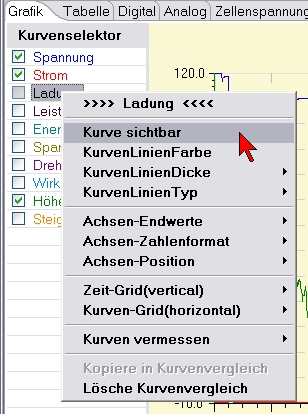 Grafik Tabelle Digital Analog Zellenspannung
Kurvenselektor
Spannung
Strom
120.0
Ladung
>>>> Ladung <<<<
Kurve sichtbar
KurvenLinienFarbe
KurvenLinienDicke
KurvenLinienTyp
Achsen-Endwerte
Achsen-Zahlenformat
Achsen-Position
Zeit-Grid(vertical)
Kurven-Grid(horizontal)
Kurven vermessen
Kopiere in Kurvenvergleich
Lösche Kurvenvergleich
Leist
Ener
Span
Dreh
Wirk
Höhe
Steig
-10.0